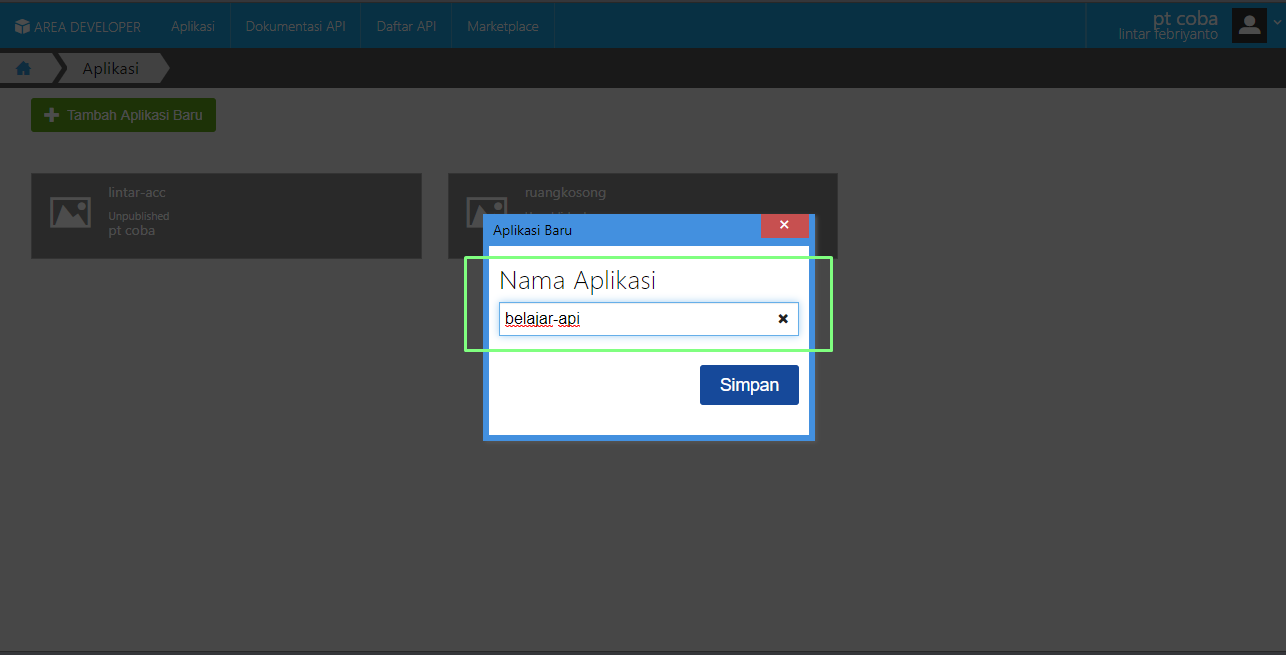 AREA DEVELOPER
Aplikasi
Dokumentasi API
Daftar API
Marketplace
pt coba
lintar febriyanto
Aplikasi
Tambah Aplikasi Baru
lintar-acc
Unpublished
pt coba
ruangkosong
Aplikasi Baru
Nama Aplikasi
belajar-api
Simpan